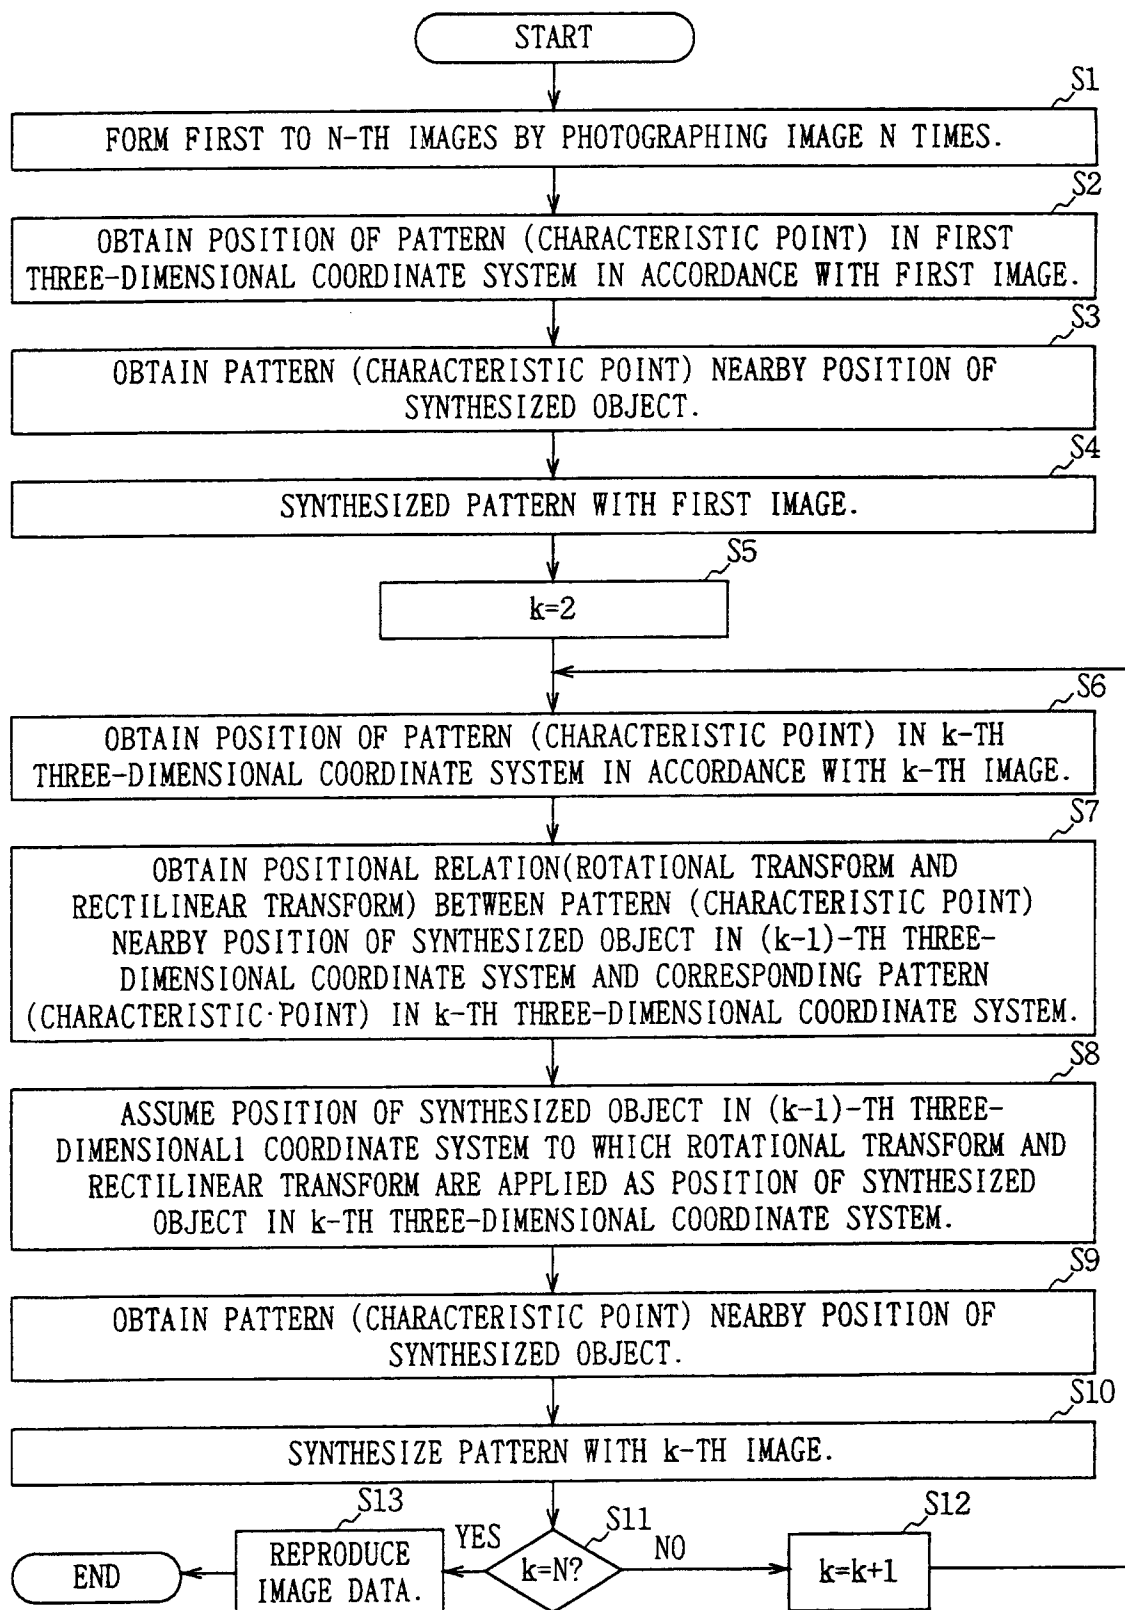 START
S1
FORM FIRST TO N-TH IMAGES BY PHOTOGRAPHING IMAGE N TIMES.
S2
OBTAIN POSITION OF PATTERN (CHARACTERISTIC POINT) IN FIRST
THREE-DIMENSIONAL COORDINATE SYSTEM IN ACCORDANCE WITH FIRST IMAGE.
S3
OBTAIN PATTERN (CHARACTERISTIC POINT) NEARBY POSITION OF
SYNTHESIZED OBJECT.
S4
SYNTHESIZED PATTERN WITH FIRST IMAGE.
S5
k=2
S6
OBTAIN POSITION OF PATTERN (CHARACTERISTIC POINT) IN k-TH
THREE-DIMENSIONAL COORDINATE SYSTEM IN ACCORDANCE WITH k-TH IMAGE.
S7
OBTAIN POSITIONAL RELATION(ROTATIONAL TRANSFORM AND
RECTILINEAR TRANSFORM) BETWEEN PATTERN (CHARACTERISTIC POINT)
NEARBY POSITION OF SYNTHESIZED OBJECT IN (k-1)-TH THREE-
DIMENSIONAL COORDINATE SYSTEM AND CORRESPONDING PATTERN
(CHARACTERISTIC POINT) IN k-TH THREE-DIMENSIONAL COORDINATE SYSTEM.
S8
ASSUME POSITION OF SYNTHESIZED OBJECT IN (k-1)-TH THREE-
DIMENSIONAL1 COORDINATE SYSTEM TO WHICH ROTATIONAL TRANSFORM AND
RECTILINEAR TRANSFORM ARE APPLIED AS POSITION OF SYNTHESIZED
OBJECT IN k-TH THREE-DIMENSIONAL COORDINATE SYSTEM.
S9
OBTAIN PATTERN (CHARACTERISTIC POINT) NEARBY POSITION OF
SYNTHESIZED OBJECT.
S10
SYNTHESIZE PATTERN WITH k-TH IMAGE.
S11
k=N?
YES
NO
S12
k=k+1
S13
REPRODUCE
IMAGE DATA.
END